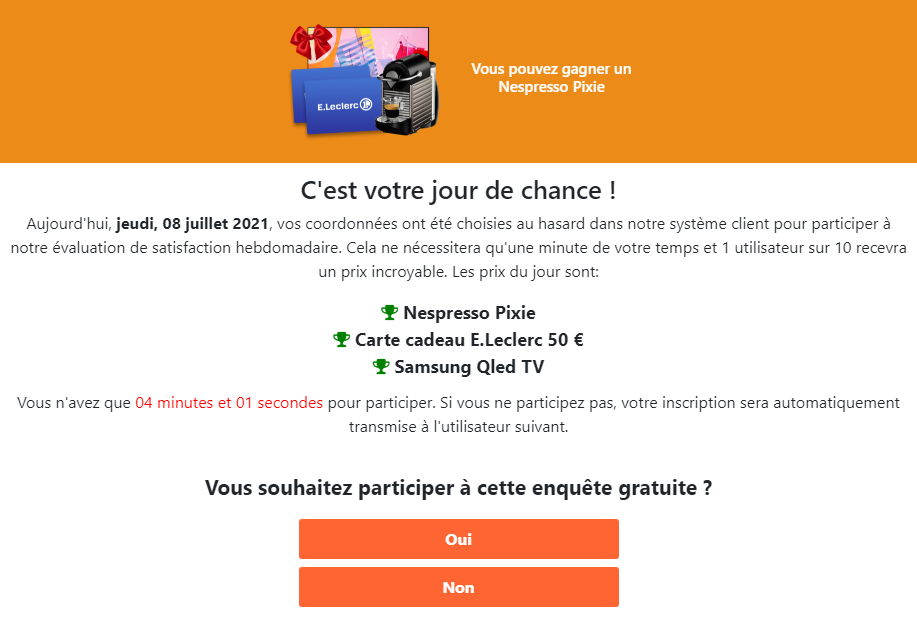 E.Leclerc
Vous pouvez gagner un
Nespresso Pixie
C'est votre jour de chance !
Aujourd'hui, jeudi, 08 juillet 2021, vos coordonnées ont été choisies au hasard dans notre système client pour participer à
notre évaluation de satisfaction hebdomadaire. Cela ne nécessitera qu'une minute de votre temps et 1 utilisateur sur 10 recevra
un prix incroyable. Les prix du jour sont:
Nespresso Pixie
Carte cadeau E.Leclerc 50 €
Samsung Qled TV
Vous n'avez que 04 minutes et 01 secondes pour participer. Si vous ne participez pas, votre inscription sera automatiquement
transmise à l'utilisateur suivant.
Vous souhaitez participer à cette enquête gratuite ?
Oui
Non